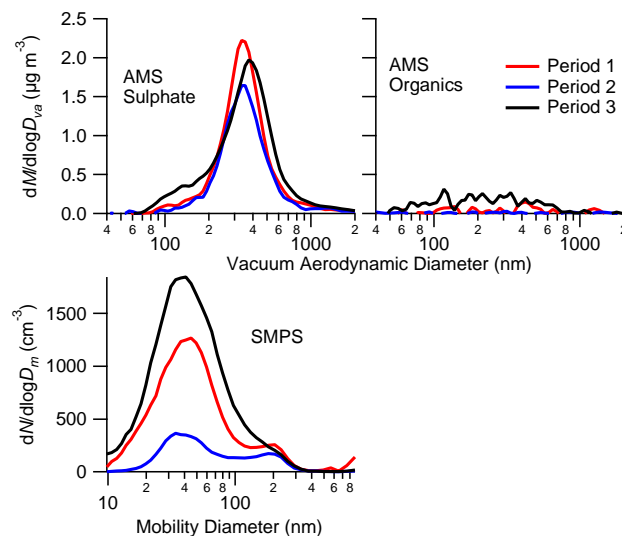 AMS
Sulphate
AMS
Organics
Period 1
Period 2
Period 3
dM/dlogDva (µg m-3)
2.5
2.0
1.5
1.0
0.5
0.0
4 6 8 100 2 4 6 8 1000 2
4 6 8 100 2 4 6 8 1000 2
Vacuum Aerodynamic Diameter (nm)
SMPS
dN/dlogDm (cm-3)
1500
1000
500
0
10 2 4 6 8 100 2 4 6 8
Mobility Diameter (nm)